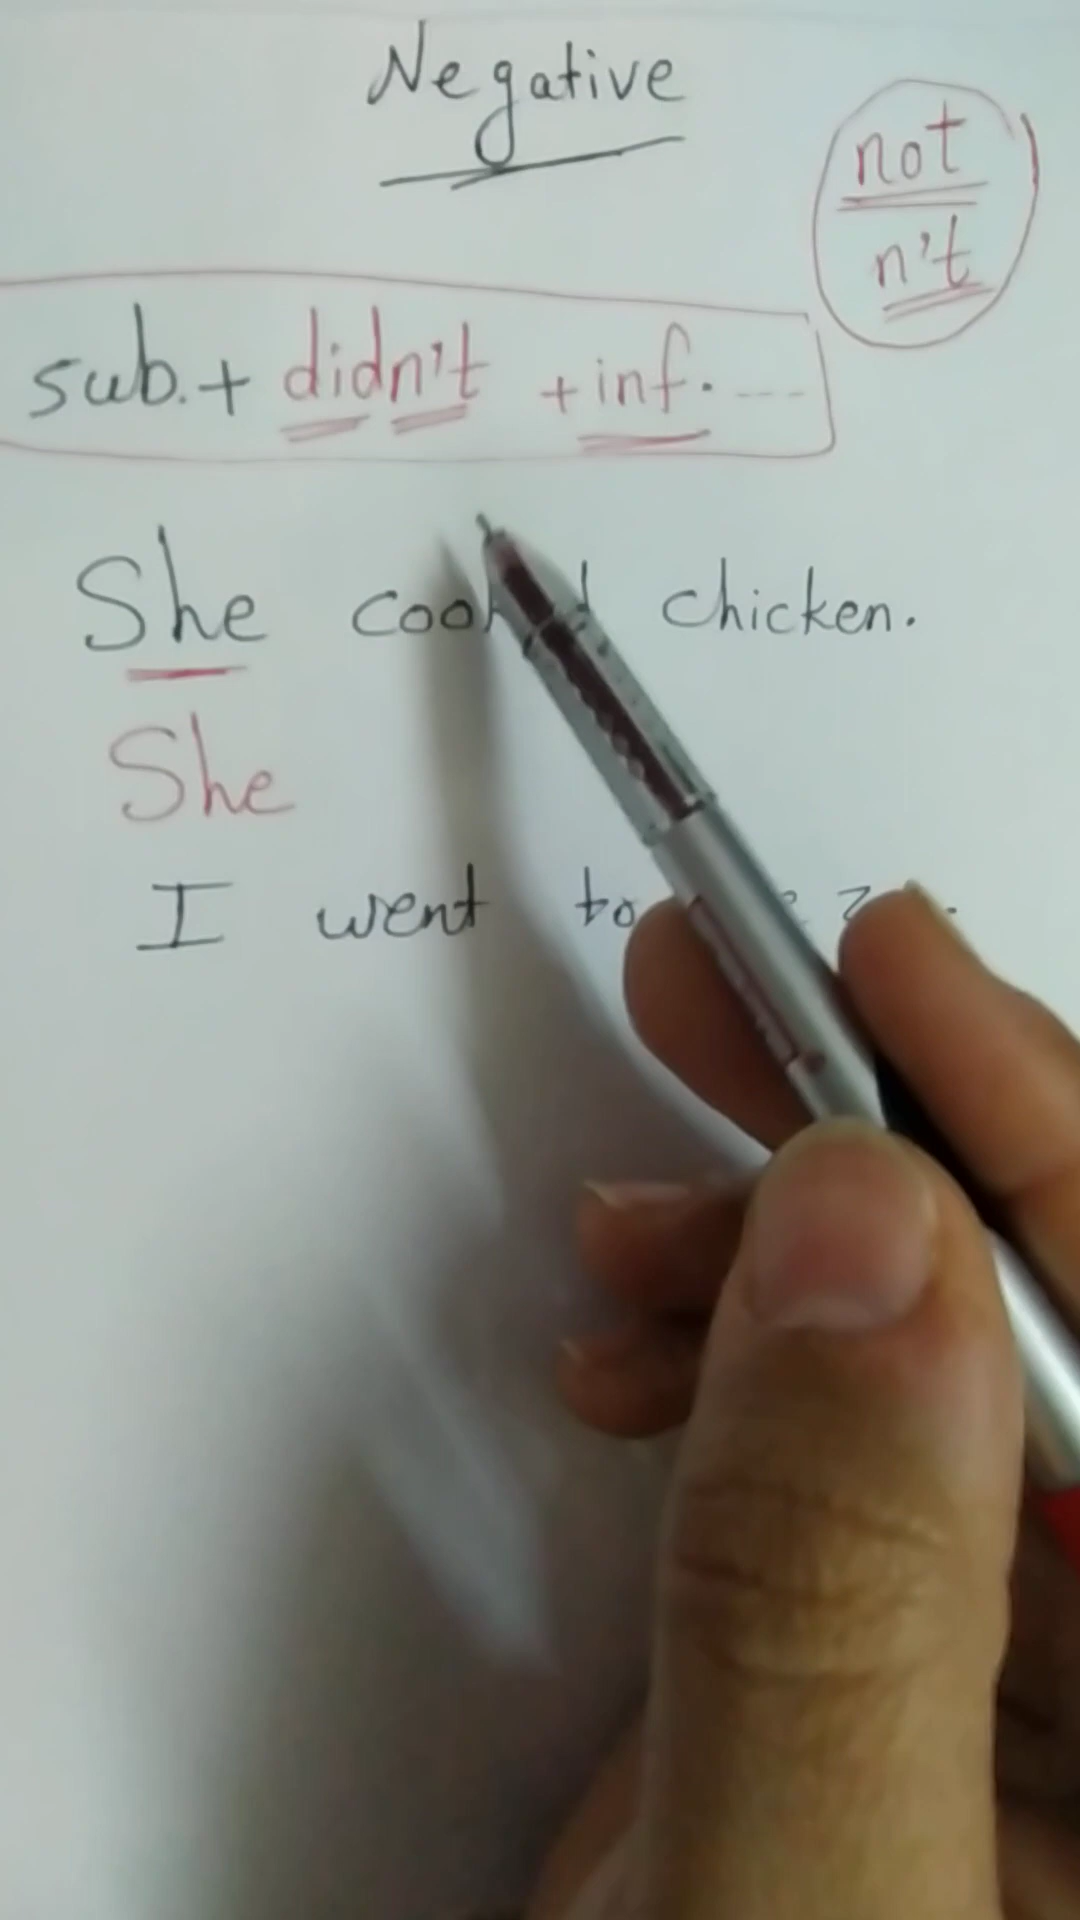 Negative
not
n't
sub. + didn't + inf. ----
She chicken.
She
I went to